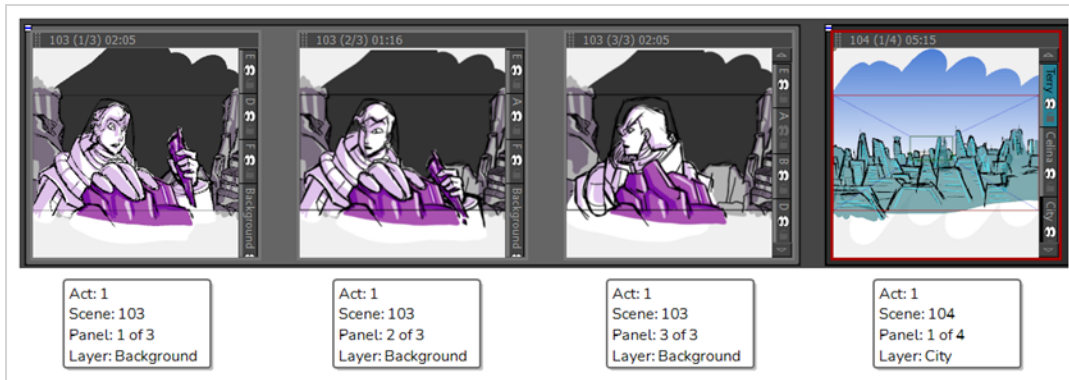 103 (1/3) 02:05
E
D
F
Background
103 (2/3) 01:16
E
A
F
Background
103 (3/3) 02:05
E
A
B
D
104 (1/4) 05:15
Terry
Celina
City
Act: 1
Scene: 103
Panel: 1 of 3
Layer: Background
Act: 1
Scene: 103
Panel: 2 of 3
Layer: Background
Act: 1
Scene: 103
Panel: 3 of 3
Layer: Background
Act: 1
Scene: 104
Panel: 1 of 4
Layer: City